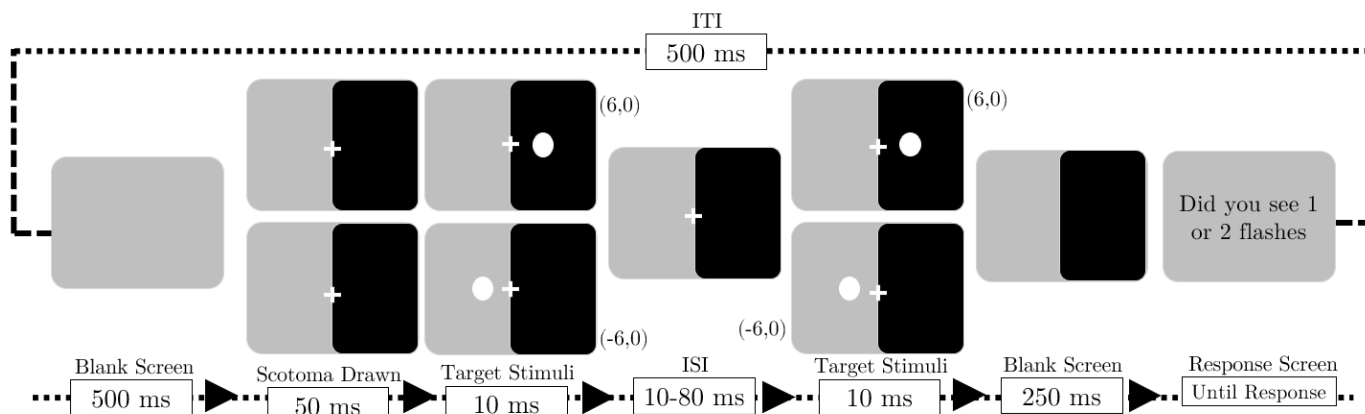 ITI
500 ms
(6,0)
(6,0)
Did you see 1
or 2 flashes
(-6,0)
(-6,0)
Blank Screen
500 ms
Scotoma Drawn
50 ms
Target Stimuli
10 ms
ISI
10-80 ms
Target Stimuli
10 ms
Blank Screen
250 ms
Response Screen
Until Response